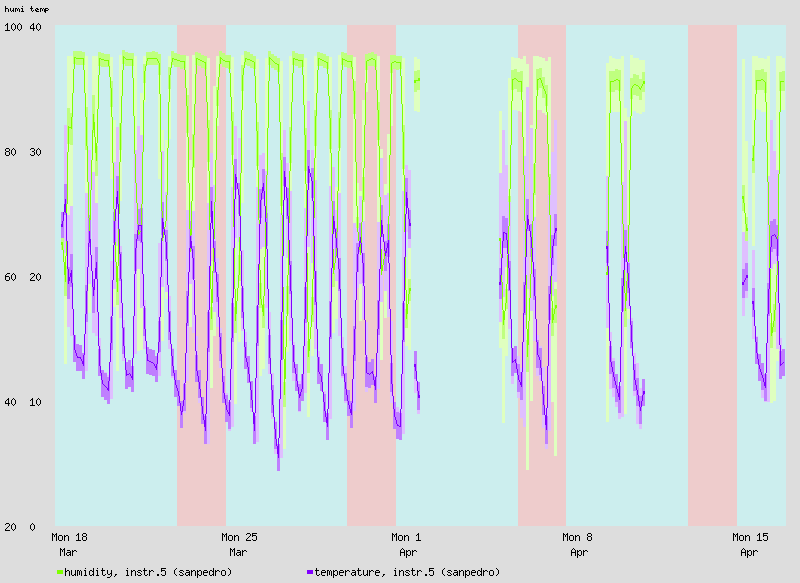 humi temp
100 40
80 30
60 20
40 10
20 0
Mon 18 Mon 25 Mon 1 Mon 8 Mon 15
Mar Mar Apr Apr Apr
humidity, instr.5 (sanpedro) temperature, instr.5 (sanpedro)